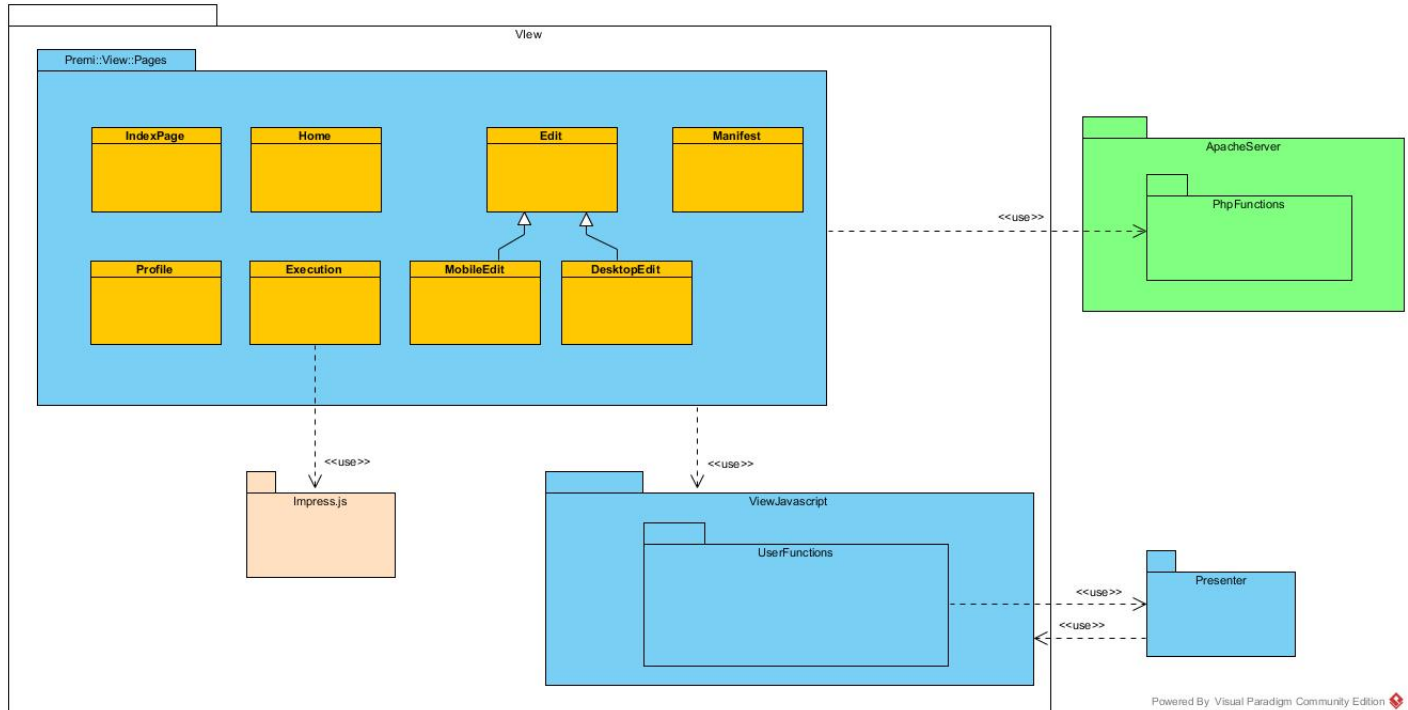 VIew
Premi::View::Pages
IndexPage
Home
Edit
Manifest
ApacheServer
PhpFunctions
<<use>>
Profile
Execution
MobileEdit
DesktopEdit
<<use>>
<<use>>
Impress.js
ViewJavascript
UserFunctions
Presenter
<<use>>
<<use>>
Powered By Visual Paradigm Community Edition